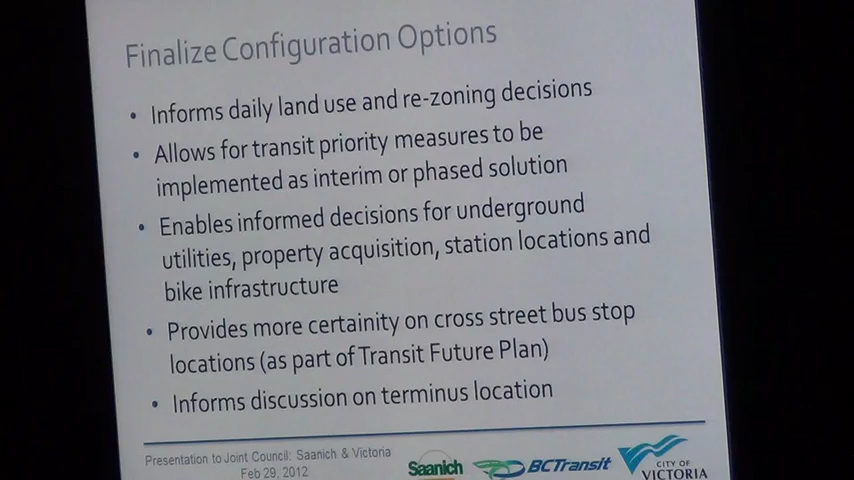 Finalize Configuration Options
• Informs daily land use and re-zoning decisions
• Allows for transit priority measures to be
implemented as interim or phased solution
• Enables informed decisions for underground
utilities, property acquisition, station locations and
bike infrastructure
• Provides more certainity on cross street bus stop
locations (as part of Transit Future Plan)
• Informs discussion on terminus location
Presentation to Joint Council: Saanich & Victoria
Feb 29, 2012
Saanich
BCTransit
CITY OF
VICTORIA